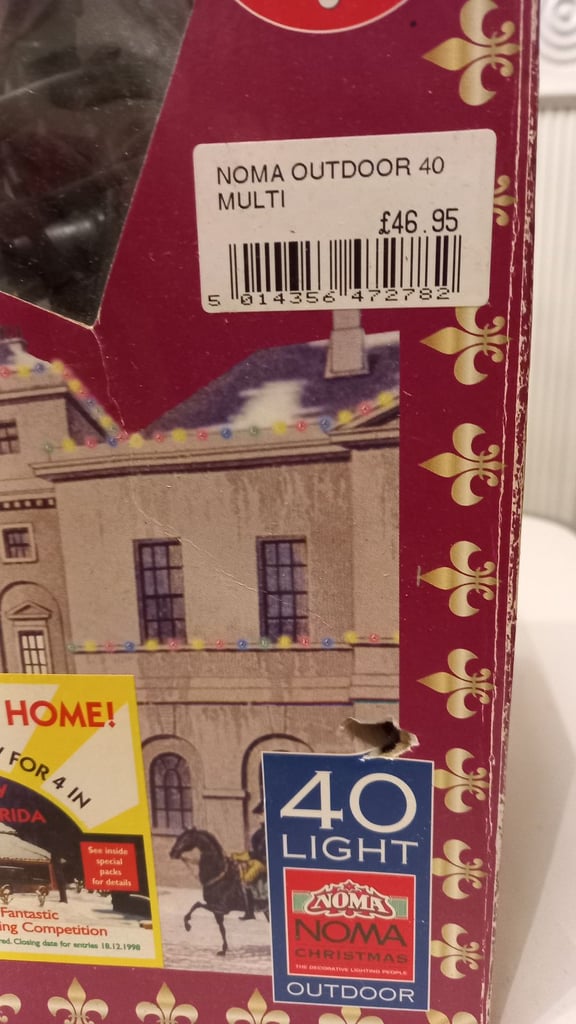 NOMA OUTDOOR 40
MULTI
£46.95
5 014356 472782
HOME!
FOR 4 IN
RIDA
See inside
special
packs
for details
Fantastic
ing Competition
red. Closing date for entries 18.12.1998
40
LIGHT
NOMA
NOMA
CHRISTMAS
THE DECORATIVE LIGHTING PEOPLE
OUTDOOR